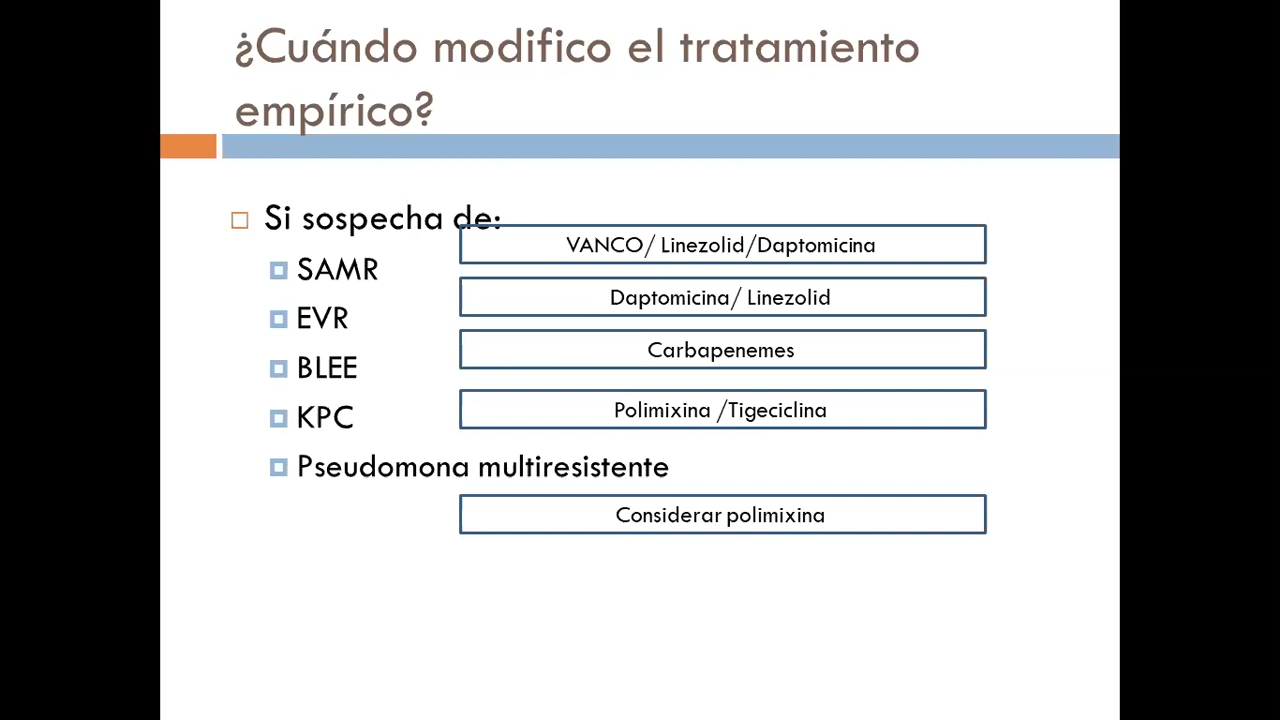 ¿Cuándo modifico el tratamiento
empírico?
Si sospecha de:
VANCO/ Linezolid/Daptomicina
SAMR
Daptomicina/ Linezolid
EVR
Carbapenemes
BLEE
Polimixina /Tigeciclina
KPC
Pseudomona multiresistente
Considerar polimixina